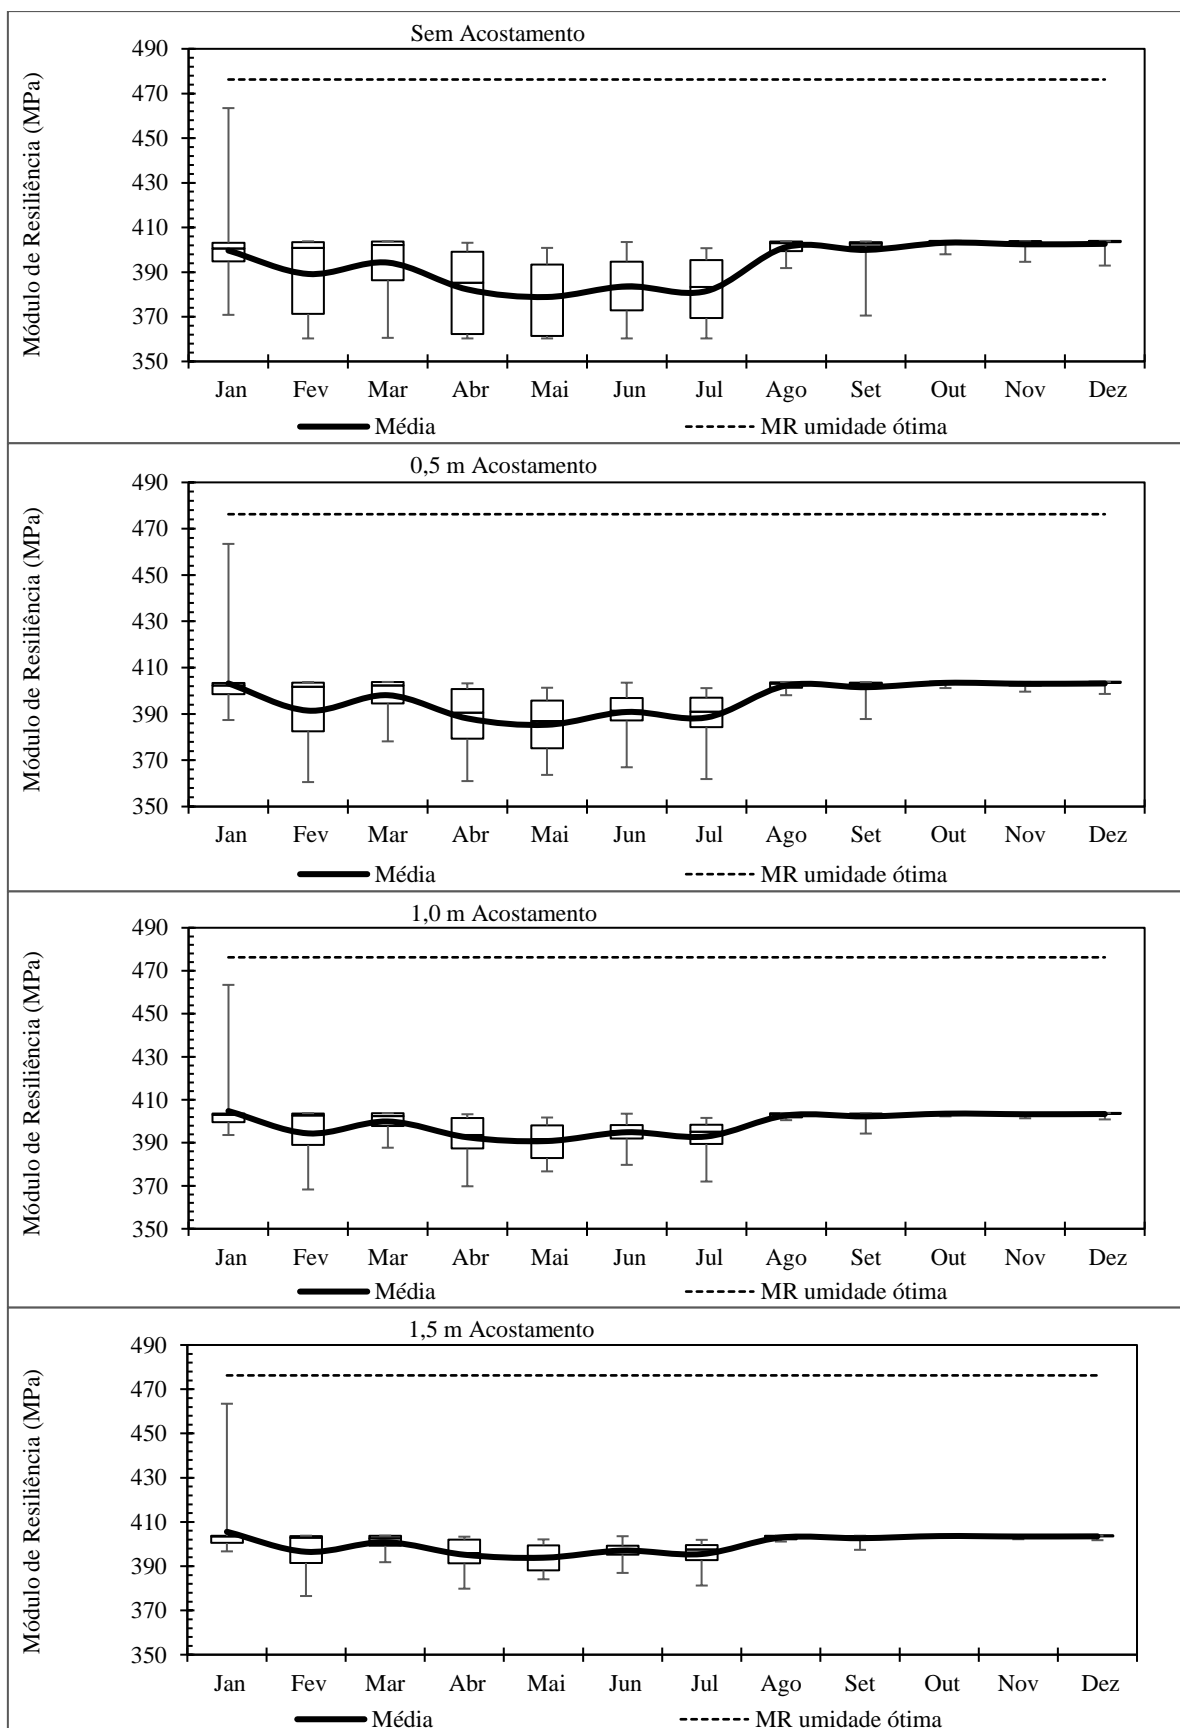 Sem Acostamento
Módulo de Resiliência (MPa)
490
470
450
430
410
390
370
350
Jan Fev Mar Abr Mai Jun Jul Ago Set Out Nov Dez
Média MR umidade ótima
0,5 m Acostamento
Módulo de Resiliência (MPa)
490
470
450
430
410
390
370
350
Jan Fev Mar Abr Mai Jun Jul Ago Set Out Nov Dez
Média MR umidade ótima
1,0 m Acostamento
Módulo de Resiliência (MPa)
490
470
450
430
410
390
370
350
Jan Fev Mar Abr Mai Jun Jul Ago Set Out Nov Dez
Média MR umidade ótima
1,5 m Acostamento
Módulo de Resiliência (MPa)
490
470
450
430
410
390
370
350
Jan Fev Mar Abr Mai Jun Jul Ago Set Out Nov Dez
Média MR umidade ótima